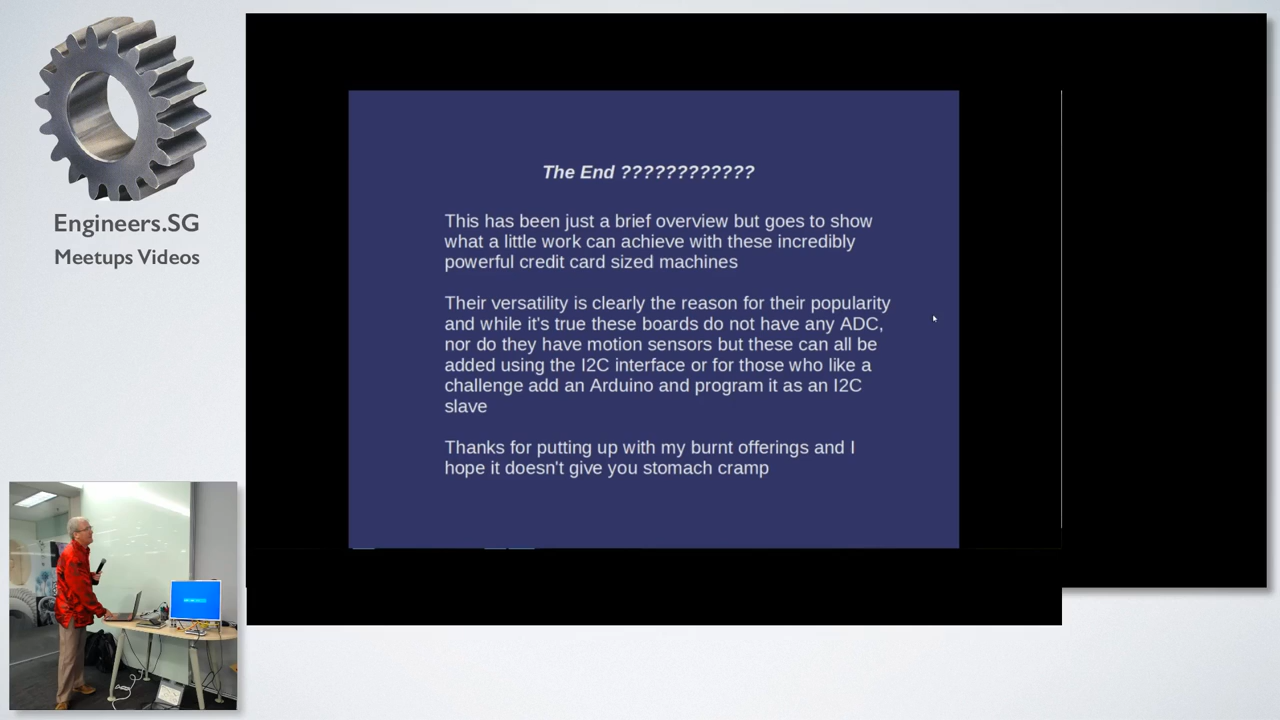 Engineers.SG
Meetups Videos
The End ????????????
This has been just a brief overview but goes to show
what a little work can achieve with these incredibly
powerful credit card sized machines
Their versatility is clearly the reason for their popularity
and while it's true these boards do not have any ADC,
nor do they have motion sensors but these can all be
added using the I2C interface or for those who like a
challenge add an Arduino and program it as an I2C
slave
Thanks for putting up with my burnt offerings and I
hope it doesn't give you stomach cramp